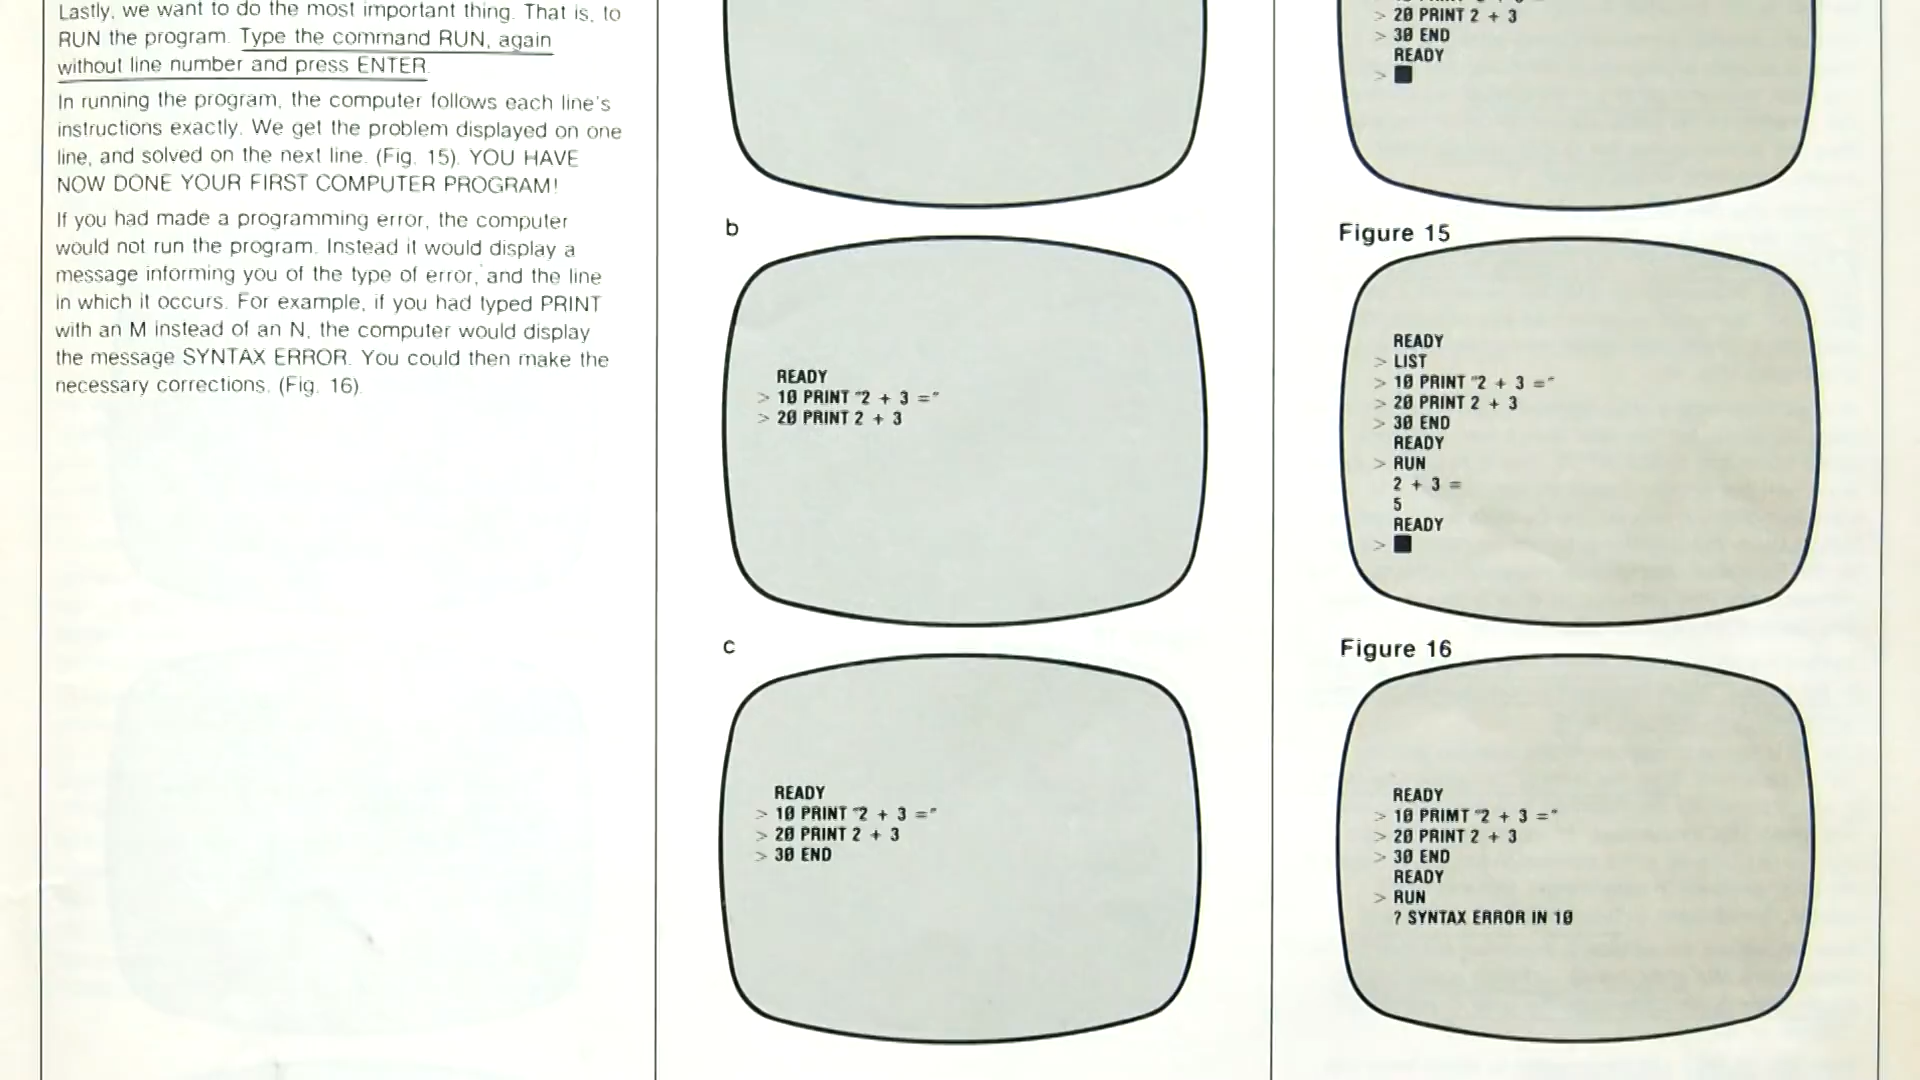 Lastly, we want to do the most important thing. That is, to
RUN the program. Type the command RUN, again
without line number and press ENTER.
In running the program, the computer follows each line's
instructions exactly. We get the problem displayed on one
line, and solved on the next line. (Fig. 15). YOU HAVE
NOW DONE YOUR FIRST COMPUTER PROGRAM!
If you had made a programming error, the computer
would not run the program. Instead it would display a
message informing you of the type of error, and the line
in which it occurs. For example, if you had typed PRINT
with an M instead of an N, the computer would display
the message SYNTAX ERROR. You could then make the
necessary corrections. (Fig. 16).
b
READY
> 10 PRINT "2 + 3 ="
> 20 PRINT 2 + 3
c
READY
> 10 PRINT "2 + 3 ="
> 20 PRINT 2 + 3
> 30 END
> 20 PRINT 2 + 3
> 30 END
READY
>
Figure 15
READY
> LIST
> 10 PRINT "2 + 3 ="
> 20 PRINT 2 + 3
> 30 END
READY
> RUN
2 + 3 =
5
READY
>
Figure 16
READY
> 10 PRIMT "2 + 3 ="
> 20 PRINT 2 + 3
> 30 END
READY
> RUN
? SYNTAX ERROR IN 10